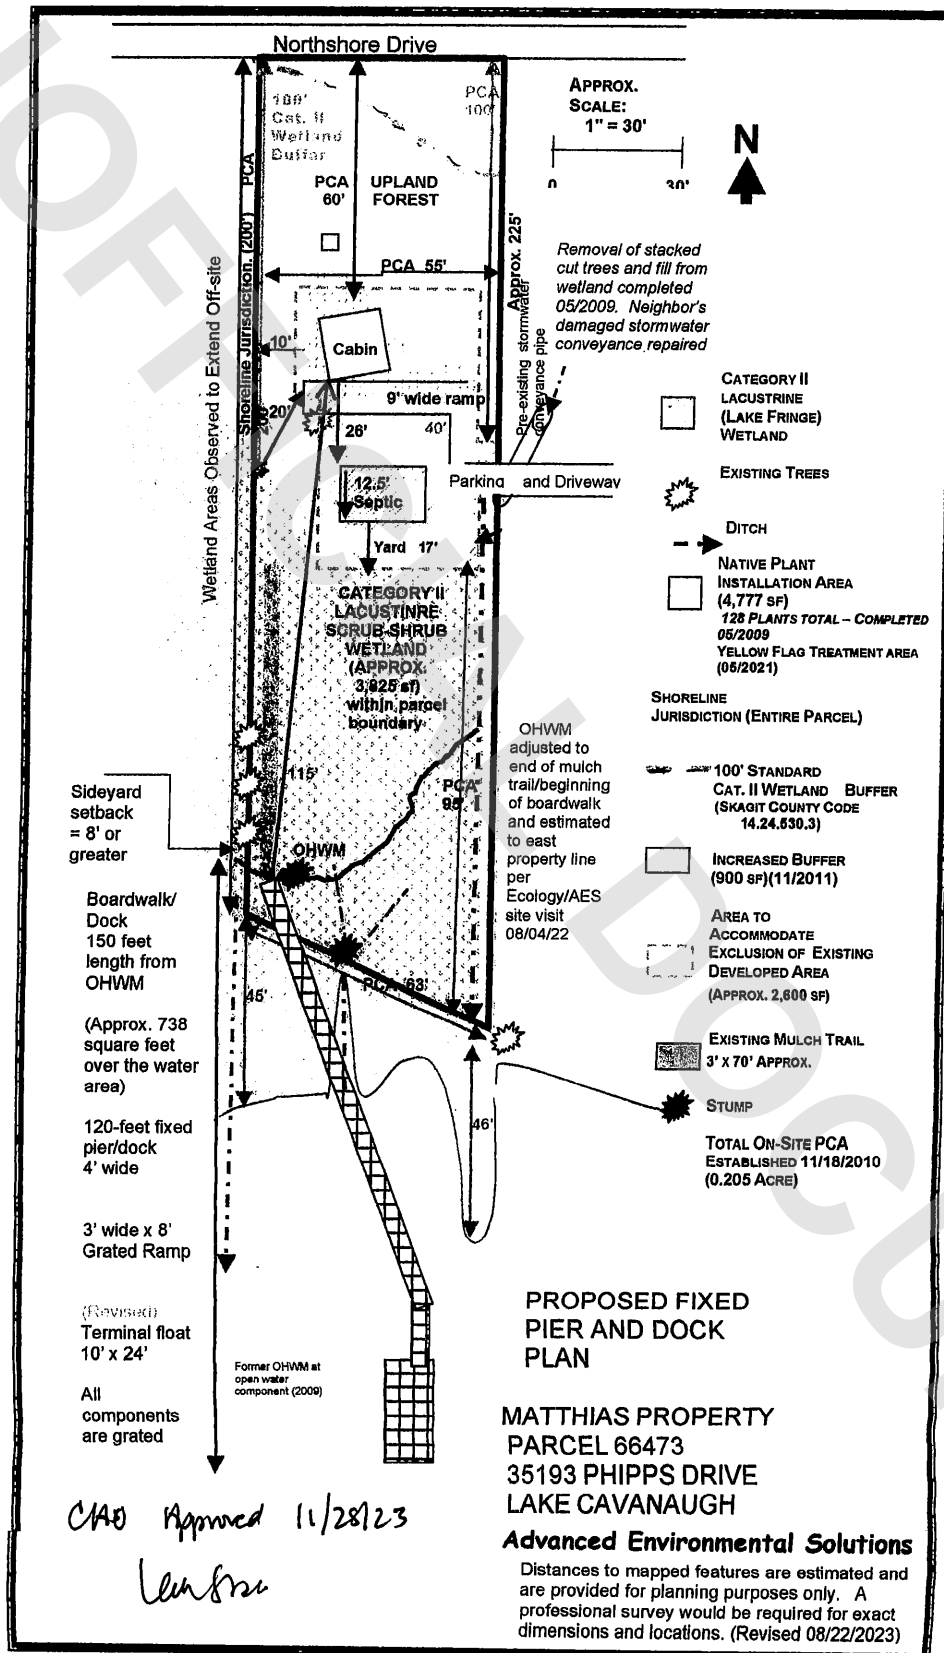 Northshore Drive
100'
Cat. II
Wetland
Buffer
PCA
100'
APPROX.
SCALE:
1" = 30'
0 30'
N
PCA
60'
UPLAND
FOREST
PCA 55'
Approx. 225'
Shoreline Jurisdiction. (200') PCA
Wetland Areas Observed to Extend Off-site
Removal of stacked
cut trees and fill from
wetland completed
05/2009. Neighbor's
damaged stormwater
conveyance repaired
Pre-existing stormwater
conveyance pipe
10'
Cabin
9' wide ramp
20'
26'
40'
12.5'
Septic
Parking and Driveway
Yard 17'
CATEGORY II
LACUSTINRE
SCRUB-SHRUB
WETLAND
(APPROX.
3,825 sf)
within parcel
boundary
115'
PCA
95'
OHWM
OHWM
adjusted to
end of mulch
trail/beginning
of boardwalk
and estimated
to east
property line
per
Ecology/AES
site visit
08/04/22
PCA 63'
45'
46'
Sideyard
setback
= 8' or
greater
Boardwalk/
Dock
150 feet
length from
OHWM
(Approx. 738
square feet
over the water
area)
120-feet fixed
pier/dock
4' wide
3' wide x 8'
Grated Ramp
(Revised)
Terminal float
10' x 24'
All
components
are grated
Former OHWM at
open water
component (2009)
CATEGORY II
LACUSTRINE
(LAKE FRINGE)
WETLAND
EXISTING TREES
DITCH
NATIVE PLANT
INSTALLATION AREA
(4,777 SF)
128 PLANTS TOTAL – COMPLETED
05/2009
YELLOW FLAG TREATMENT AREA
(05/2021)
SHORELINE
JURISDICTION (ENTIRE PARCEL)
100' STANDARD
CAT. II WETLAND BUFFER
(SKAGIT COUNTY CODE
14.24.530.3)
INCREASED BUFFER
(900 SF)(11/2011)
AREA TO
ACCOMMODATE
EXCLUSION OF EXISTING
DEVELOPED AREA
(APPROX. 2,600 SF)
EXISTING MULCH TRAIL
3' X 70' APPROX.
STUMP
TOTAL ON-SITE PCA
ESTABLISHED 11/18/2010
(0.205 ACRE)
PROPOSED FIXED
PIER AND DOCK
PLAN
MATTHIAS PROPERTY
PARCEL 66473
35193 PHIPPS DRIVE
LAKE CAVANAUGH
Advanced Environmental Solutions
Distances to mapped features are estimated and
are provided for planning purposes only. A
professional survey would be required for exact
dimensions and locations. (Revised 08/22/2023)
CAO Approved 11/28/23